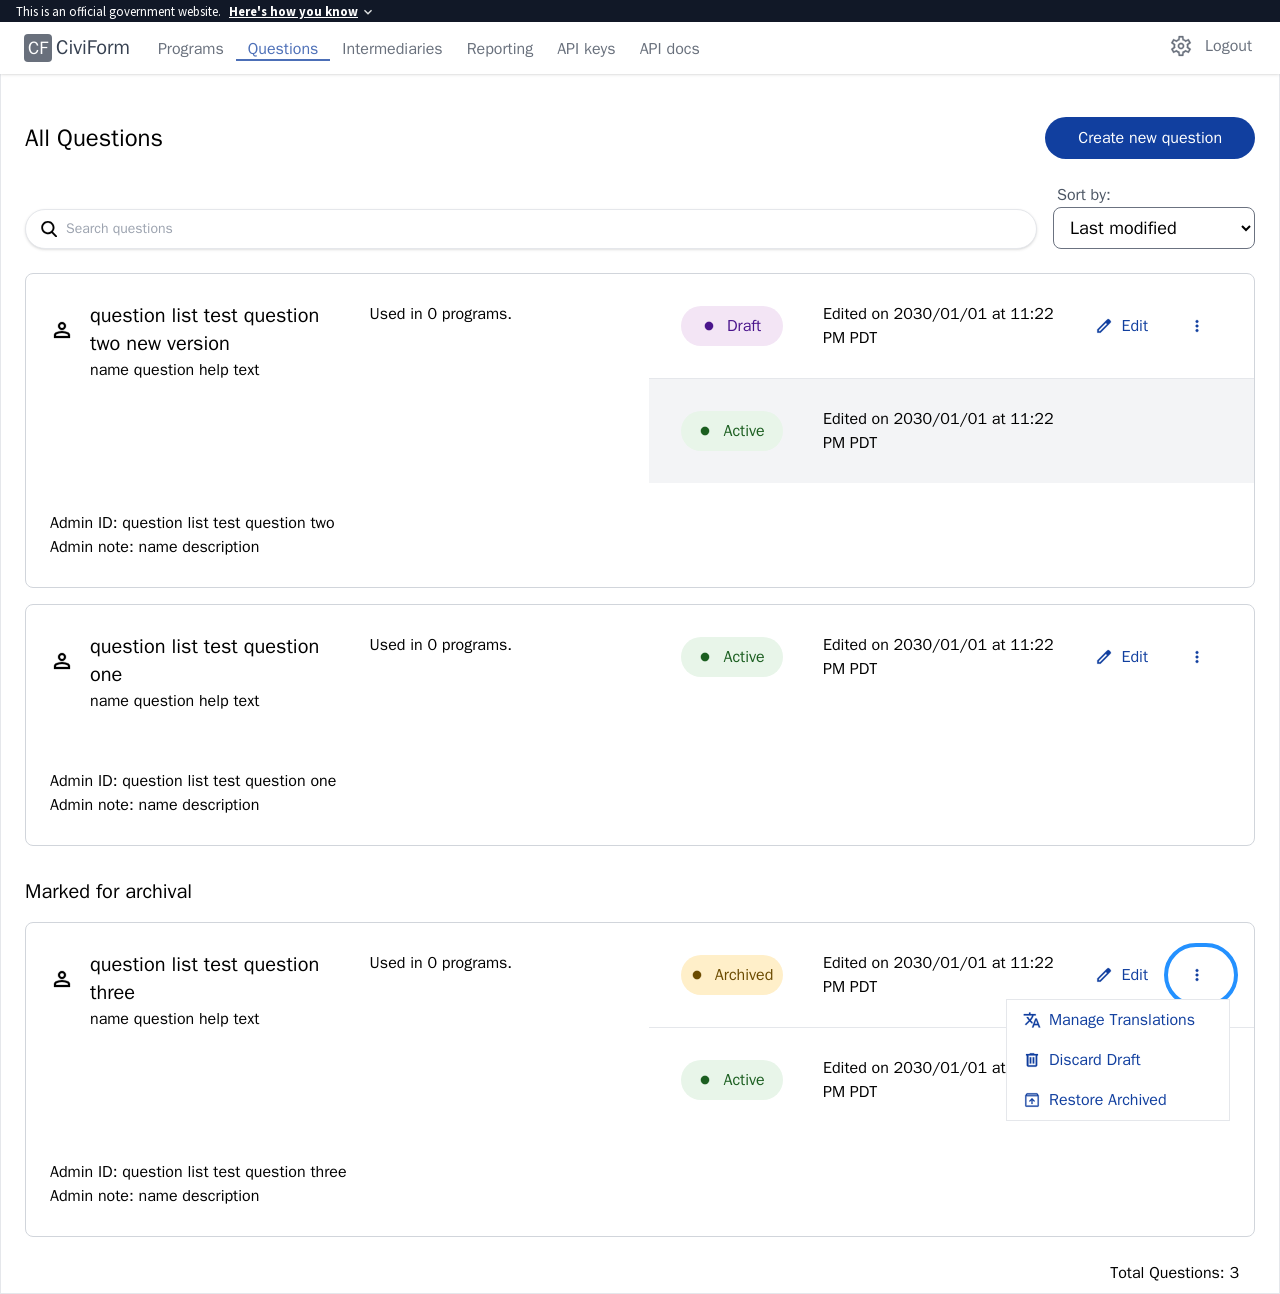 This is an official government website. Here's how you know
CF CiviForm Programs Questions Intermediaries Reporting API keys API docs Logout
All Questions
Create new question
Sort by:
Search questions
Last modified
question list test question two new version
name question help text
Used in 0 programs.
Draft
Edited on 2030/01/01 at 11:22 PM PDT
Edit
Active
Edited on 2030/01/01 at 11:22 PM PDT
Admin ID: question list test question two
Admin note: name description
question list test question one
name question help text
Used in 0 programs.
Active
Edited on 2030/01/01 at 11:22 PM PDT
Edit
Admin ID: question list test question one
Admin note: name description
Marked for archival
question list test question three
name question help text
Used in 0 programs.
Archived
Edited on 2030/01/01 at 11:22 PM PDT
Edit
Manage Translations
Discard Draft
Restore Archived
Active
Edited on 2030/01/01 at
PM PDT
Admin ID: question list test question three
Admin note: name description
Total Questions: 3